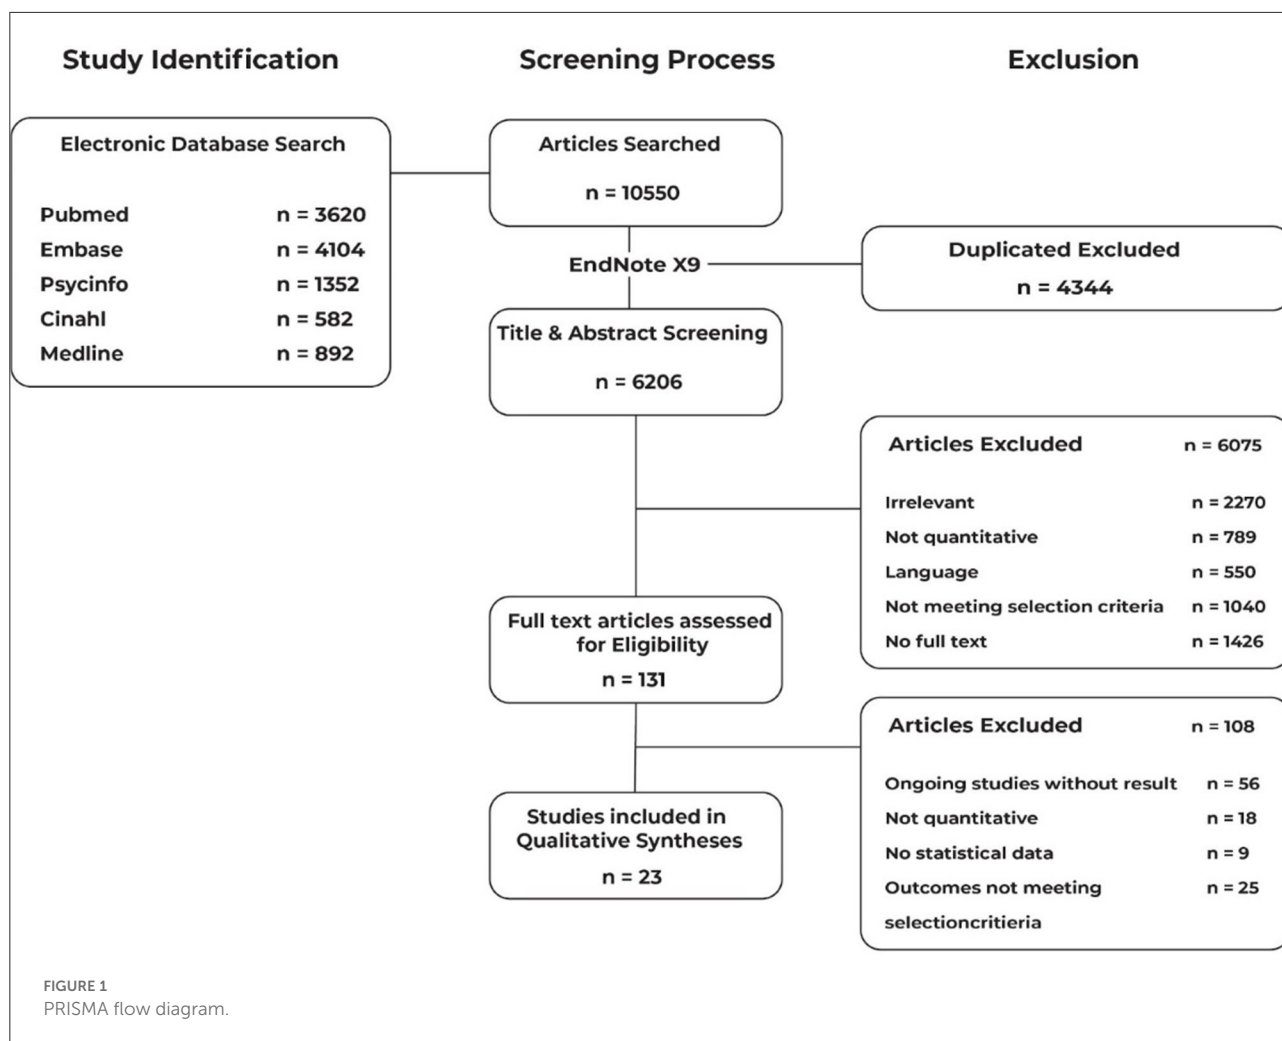 Study Identification
Screening Process
Exclusion
Electronic Database Search
Pubmed n = 3620
Embase n = 4104
Psycinfo n = 1352
Cinahl n = 582
Medline n = 892
Articles Searched
n = 10550
EndNote X9
Duplicated Excluded
n = 4344
Title & Abstract Screening
n = 6206
Articles Excluded n = 6075
Irrelevant n = 2270
Not quantitative n = 789
Language n = 550
Not meeting selection criteria n = 1040
No full text n = 1426
Full text articles assessed
for Eligibility
n = 131
Articles Excluded n = 108
Ongoing studies without result n = 56
Not quantitative n = 18
No statistical data n = 9
Outcomes not meeting n = 25
selectioncritieria
Studies included in
Qualitative Syntheses
n = 23
FIGURE 1
PRISMA flow diagram.